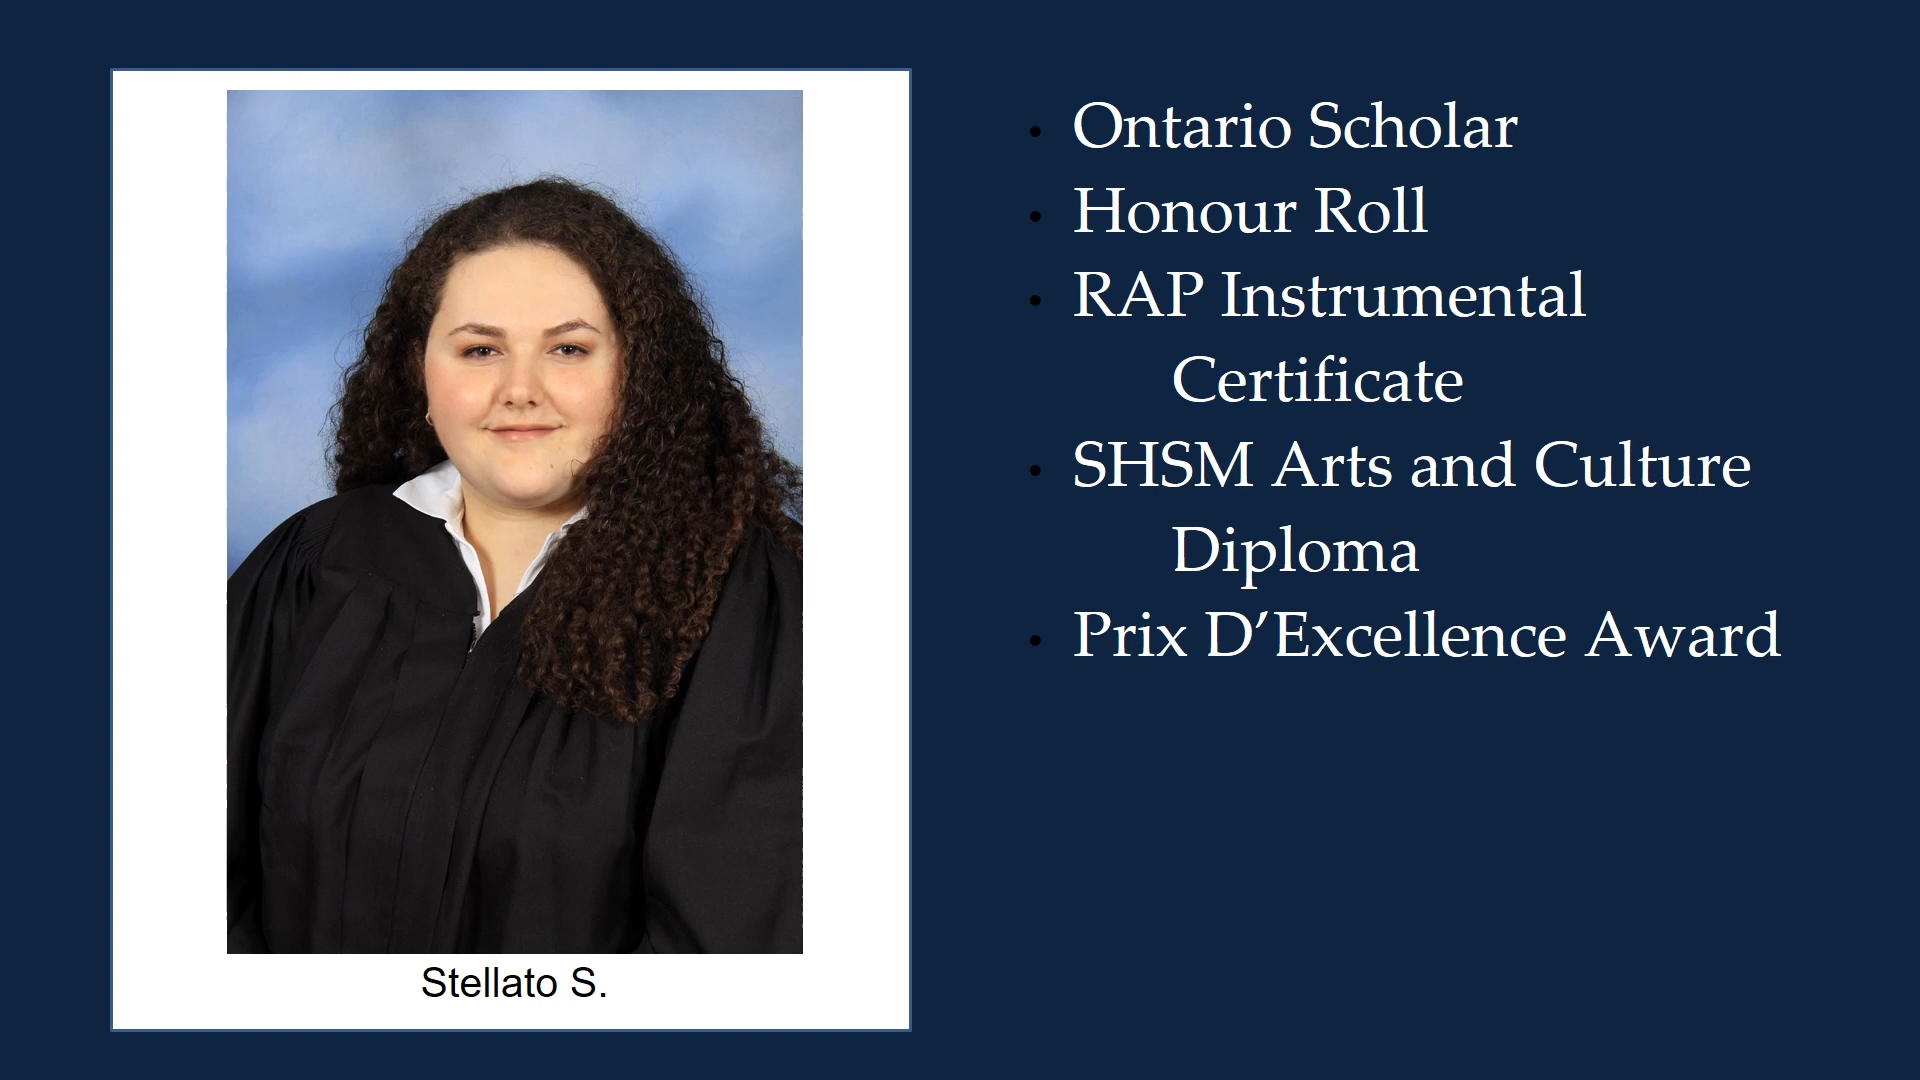 • Ontario Scholar
• Honour Roll
• RAP Instrumental
Certificate
• SHSM Arts and Culture
Diploma
• Prix D’Excellence Award
Stellato S.